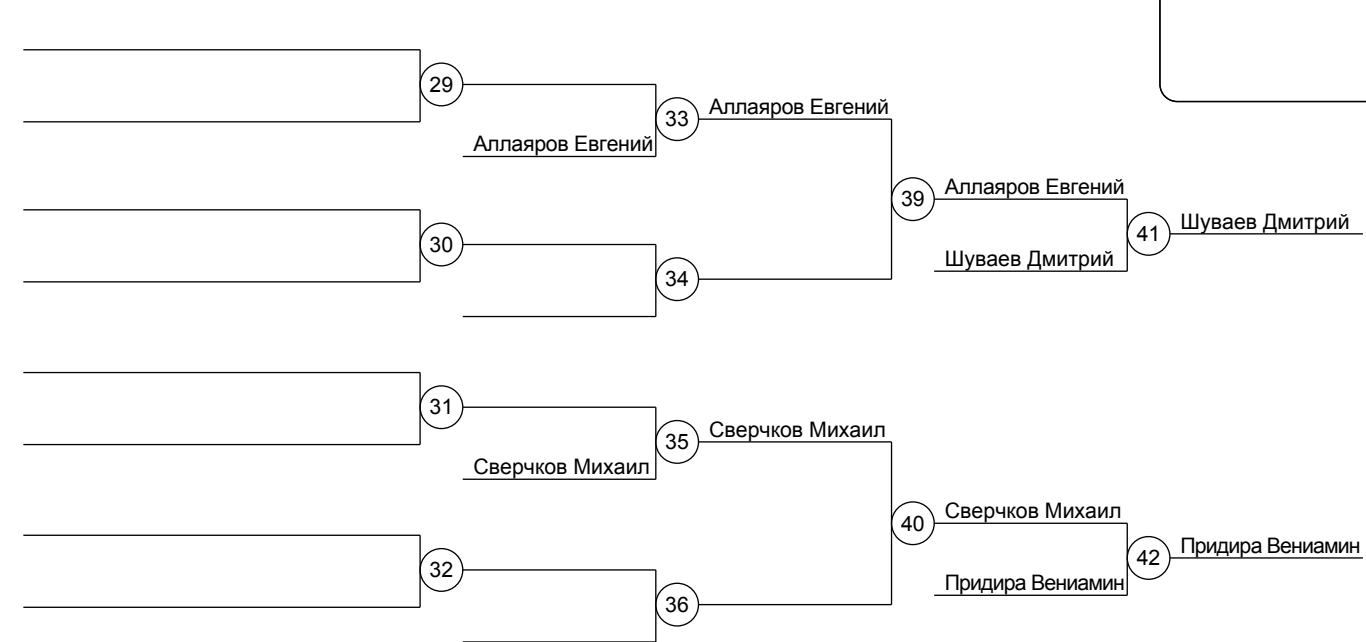 29
33
Аллаяров Евгений
Аллаяров Евгений
39
Аллаяров Евгений
41
Шуваев Дмитрий
30
Шуваев Дмитрий
34
31
35
Сверчков Михаил
Сверчков Михаил
40
Сверчков Михаил
42
Придира Вениамин
32
Придира Вениамин
36